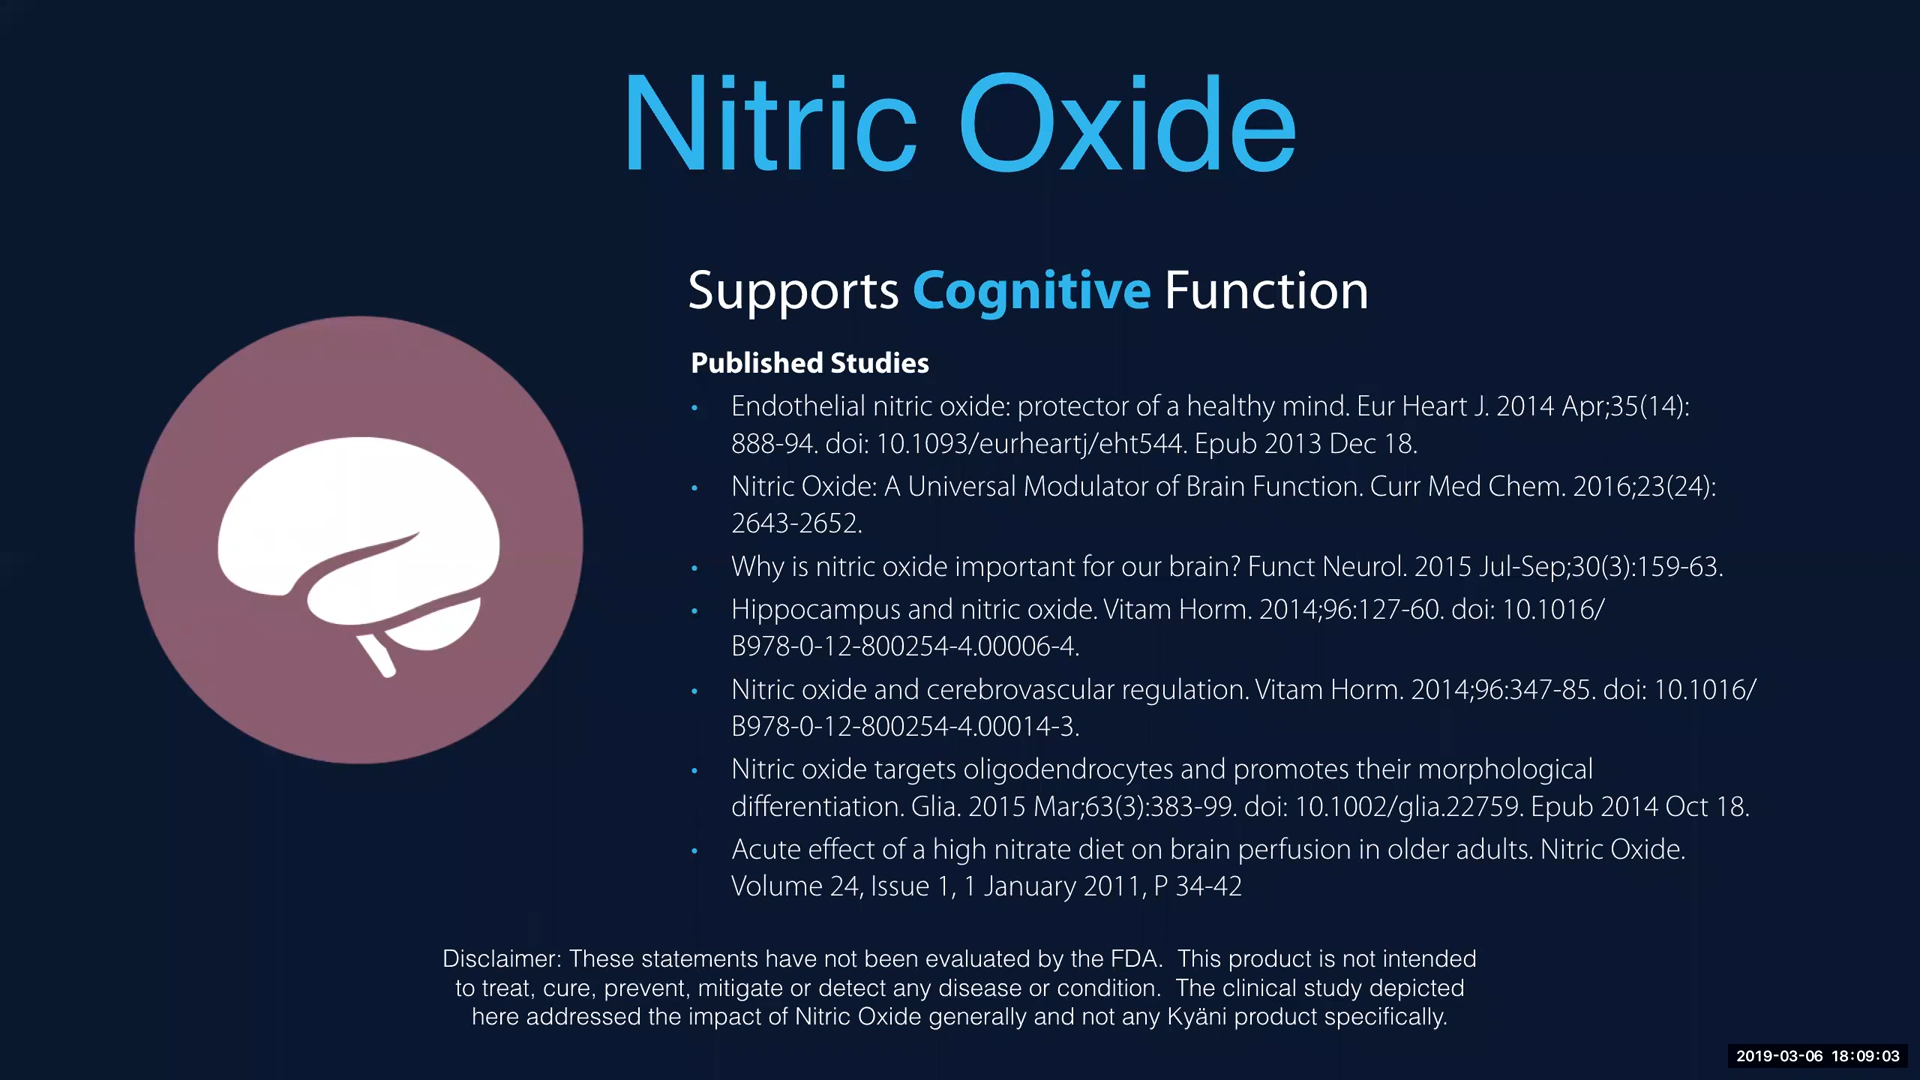 Nitric Oxide
Supports Cognitive Function
Published Studies
• Endothelial nitric oxide: protector of a healthy mind. Eur Heart J. 2014 Apr;35(14):
888-94. doi: 10.1093/eurheartj/eht544. Epub 2013 Dec 18.
• Nitric Oxide: A Universal Modulator of Brain Function. Curr Med Chem. 2016;23(24):
2643-2652.
• Why is nitric oxide important for our brain? Funct Neurol. 2015 Jul-Sep;30(3):159-63.
• Hippocampus and nitric oxide. Vitam Horm. 2014;96:127-60. doi: 10.1016/
B978-0-12-800254-4.00006-4.
• Nitric oxide and cerebrovascular regulation. Vitam Horm. 2014;96:347-85. doi: 10.1016/
B978-0-12-800254-4.00014-3.
• Nitric oxide targets oligodendrocytes and promotes their morphological
differentiation. Glia. 2015 Mar;63(3):383-99. doi: 10.1002/glia.22759. Epub 2014 Oct 18.
• Acute effect of a high nitrate diet on brain perfusion in older adults. Nitric Oxide.
Volume 24, Issue 1, 1 January 2011, P 34-42
Disclaimer: These statements have not been evaluated by the FDA.  This product is not intended
to treat, cure, prevent, mitigate or detect any disease or condition.  The clinical study depicted
here addressed the impact of Nitric Oxide generally and not any Kyäni product specifically.
2019-03-06 18:09:03